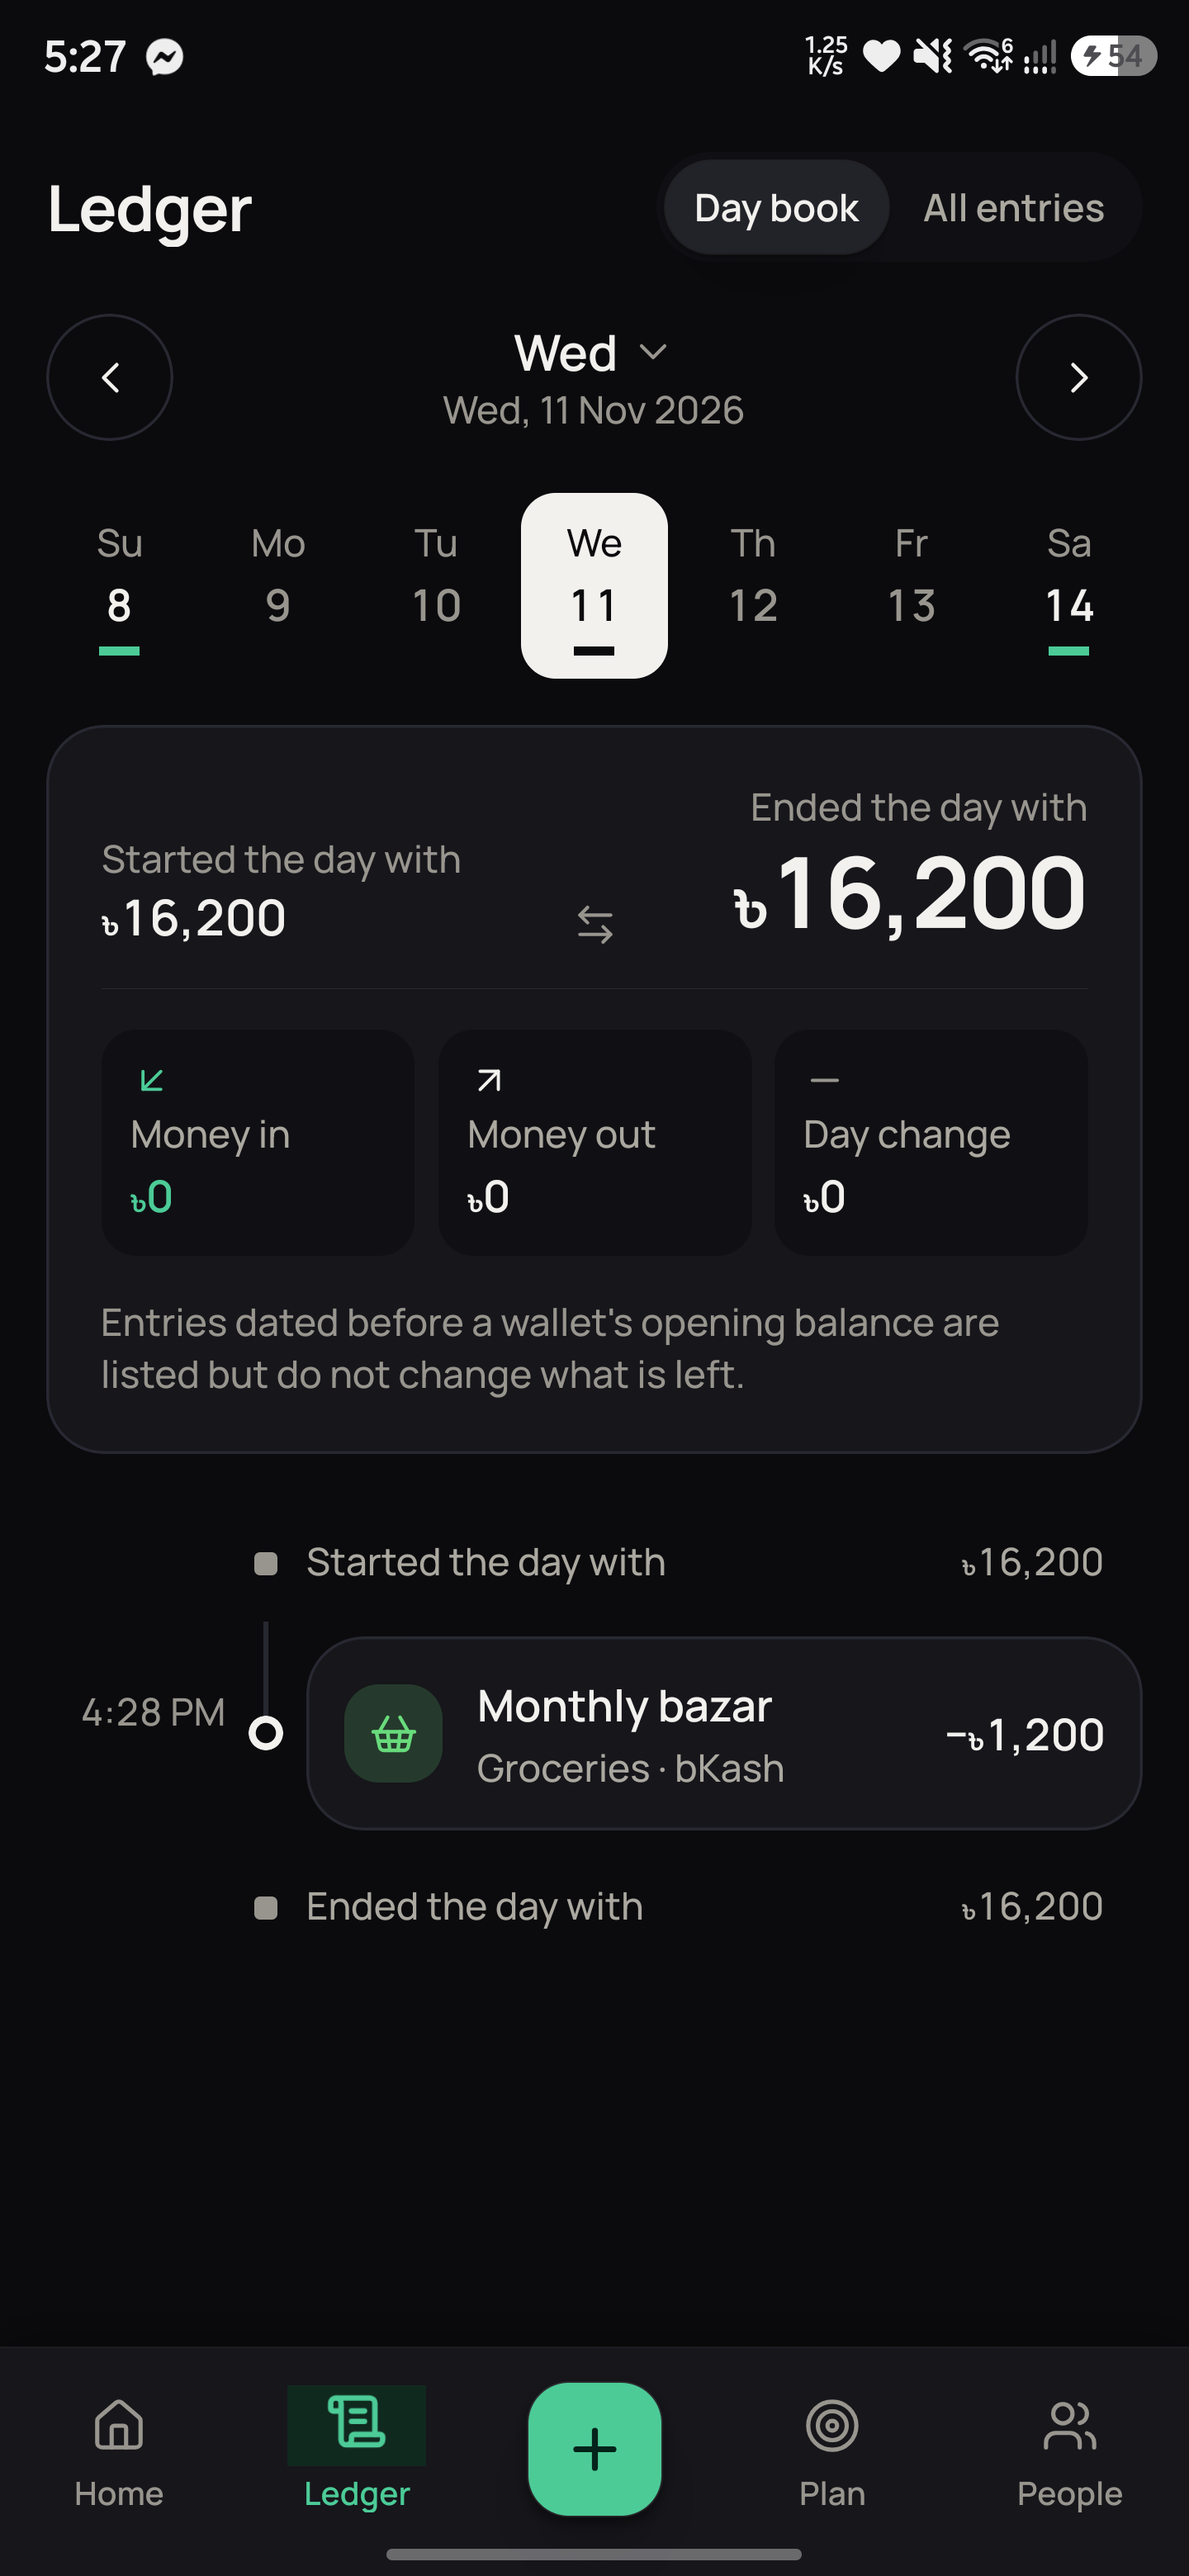 5:27
1.25
K/s
6
54
Ledger
Day book
All entries
Wed
Wed, 11 Nov 2026
Su Mo Tu We Th Fr Sa
8 9 10 11 12 13 14
Ended the day with
Started the day with
৳16,200
৳16,200
Money in
Money out
Day change
৳0
৳0
৳0
Entries dated before a wallet's opening balance are
listed but do not change what is left.
Started the day with ৳16,200
4:28 PM
Monthly bazar
Groceries · bKash
−৳1,200
Ended the day with ৳16,200
Home
Ledger
Plan
People